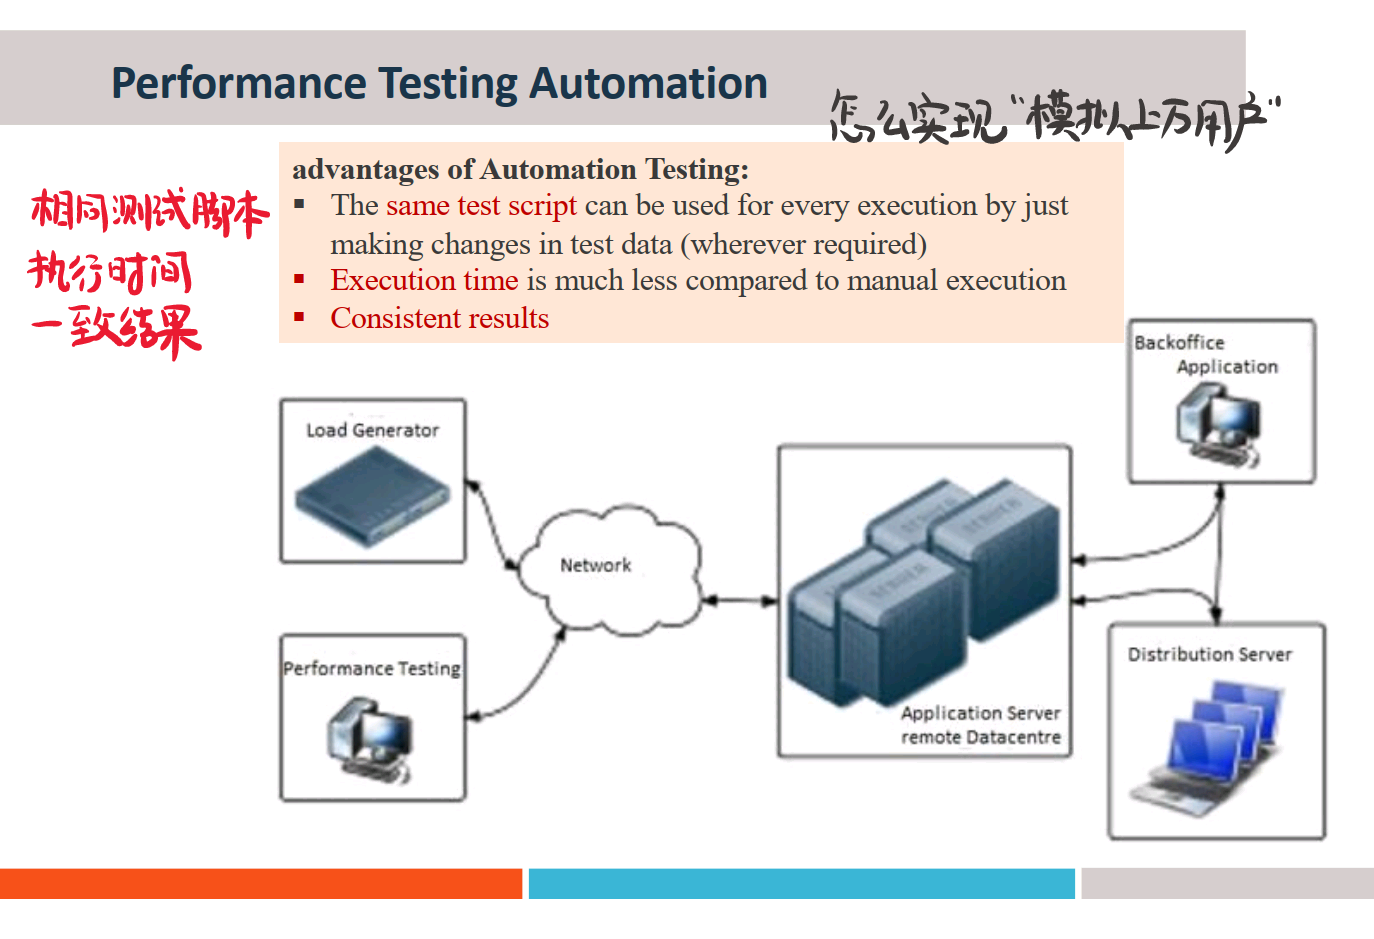 Performance Testing Automation
怎么实现“模拟上万用户”
advantages of Automation Testing:
▪ The same test script can be used for every execution by just
making changes in test data (wherever required)
▪ Execution time is much less compared to manual execution
▪ Consistent results
相同测试脚本
执行时间
一致结果
Backoffice
Application
Load Generator
Network
Performance Testing
Application Server
remote Datacentre
Distribution Server